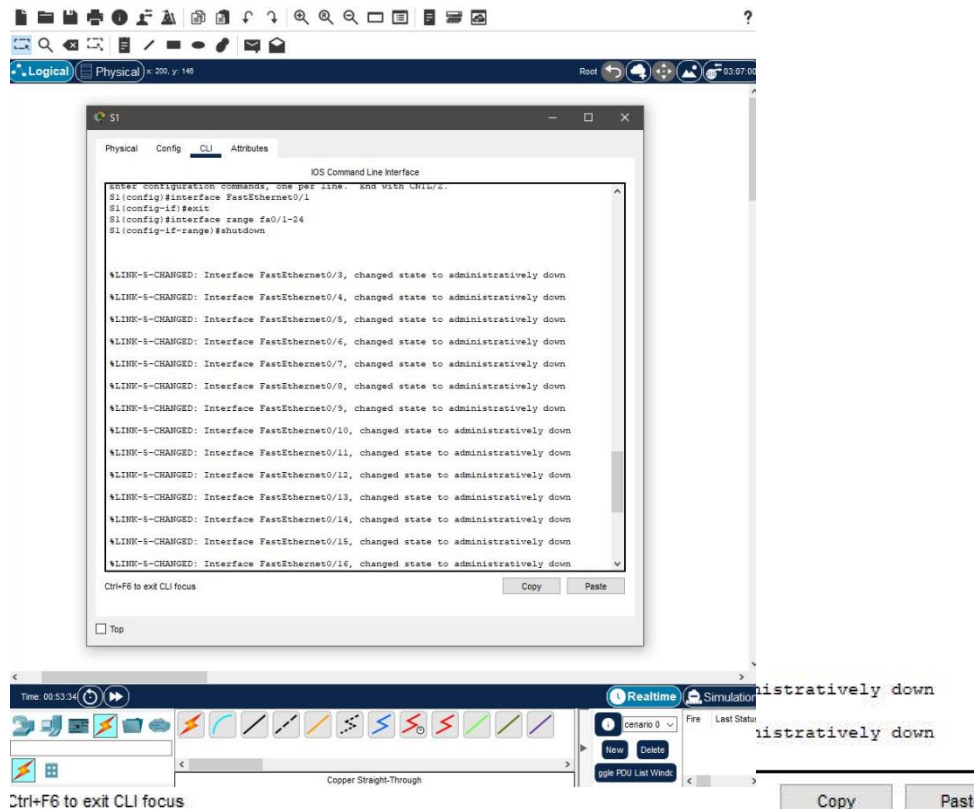 ?
Logical Physical x: 200, y: 146 Root 03:07:00
S1
Physical Config CLI Attributes
IOS Command Line Interface
Enter configuration commands, one per line. End with CNTL/Z.
S1(config)#interface FastEthernet0/1
S1(config-if)#exit
S1(config)#interface range fa0/1-24
S1(config-if-range)#shutdown
%LINK-5-CHANGED: Interface FastEthernet0/3, changed state to administratively down
%LINK-5-CHANGED: Interface FastEthernet0/4, changed state to administratively down
%LINK-5-CHANGED: Interface FastEthernet0/5, changed state to administratively down
%LINK-5-CHANGED: Interface FastEthernet0/6, changed state to administratively down
%LINK-5-CHANGED: Interface FastEthernet0/7, changed state to administratively down
%LINK-5-CHANGED: Interface FastEthernet0/8, changed state to administratively down
%LINK-5-CHANGED: Interface FastEthernet0/9, changed state to administratively down
%LINK-5-CHANGED: Interface FastEthernet0/10, changed state to administratively down
%LINK-5-CHANGED: Interface FastEthernet0/11, changed state to administratively down
%LINK-5-CHANGED: Interface FastEthernet0/12, changed state to administratively down
%LINK-5-CHANGED: Interface FastEthernet0/13, changed state to administratively down
%LINK-5-CHANGED: Interface FastEthernet0/14, changed state to administratively down
%LINK-5-CHANGED: Interface FastEthernet0/15, changed state to administratively down
%LINK-5-CHANGED: Interface FastEthernet0/16, changed state to administratively down
Ctrl+F6 to exit CLI focus Copy Paste
Top
Time: 00:53:34 Realtime Simulation
nistratively down
nistratively down
cenario 0 Fire Last Statu
New Delete
ggle PDU List Windc
Copper Straight-Through
Ctrl+F6 to exit CLI focus Copy Past